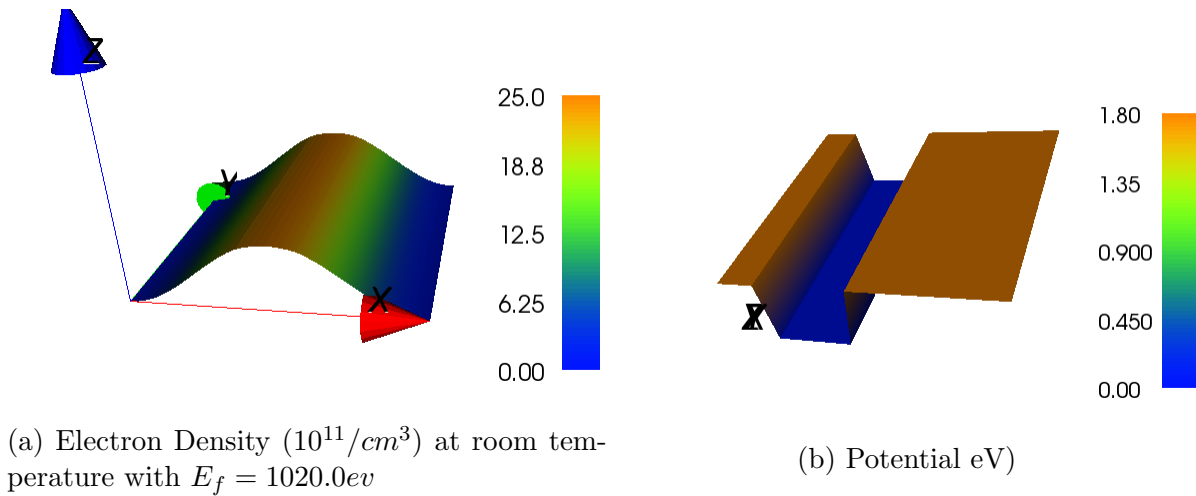 Z
Y
X
25.0
18.8
12.5
6.25
0.00
(a) Electron Density (10^{11}/cm^3) at room tem-
perature with E_f = 1020.0ev
1.80
1.35
0.900
0.450
0.00
(b) Potential eV)